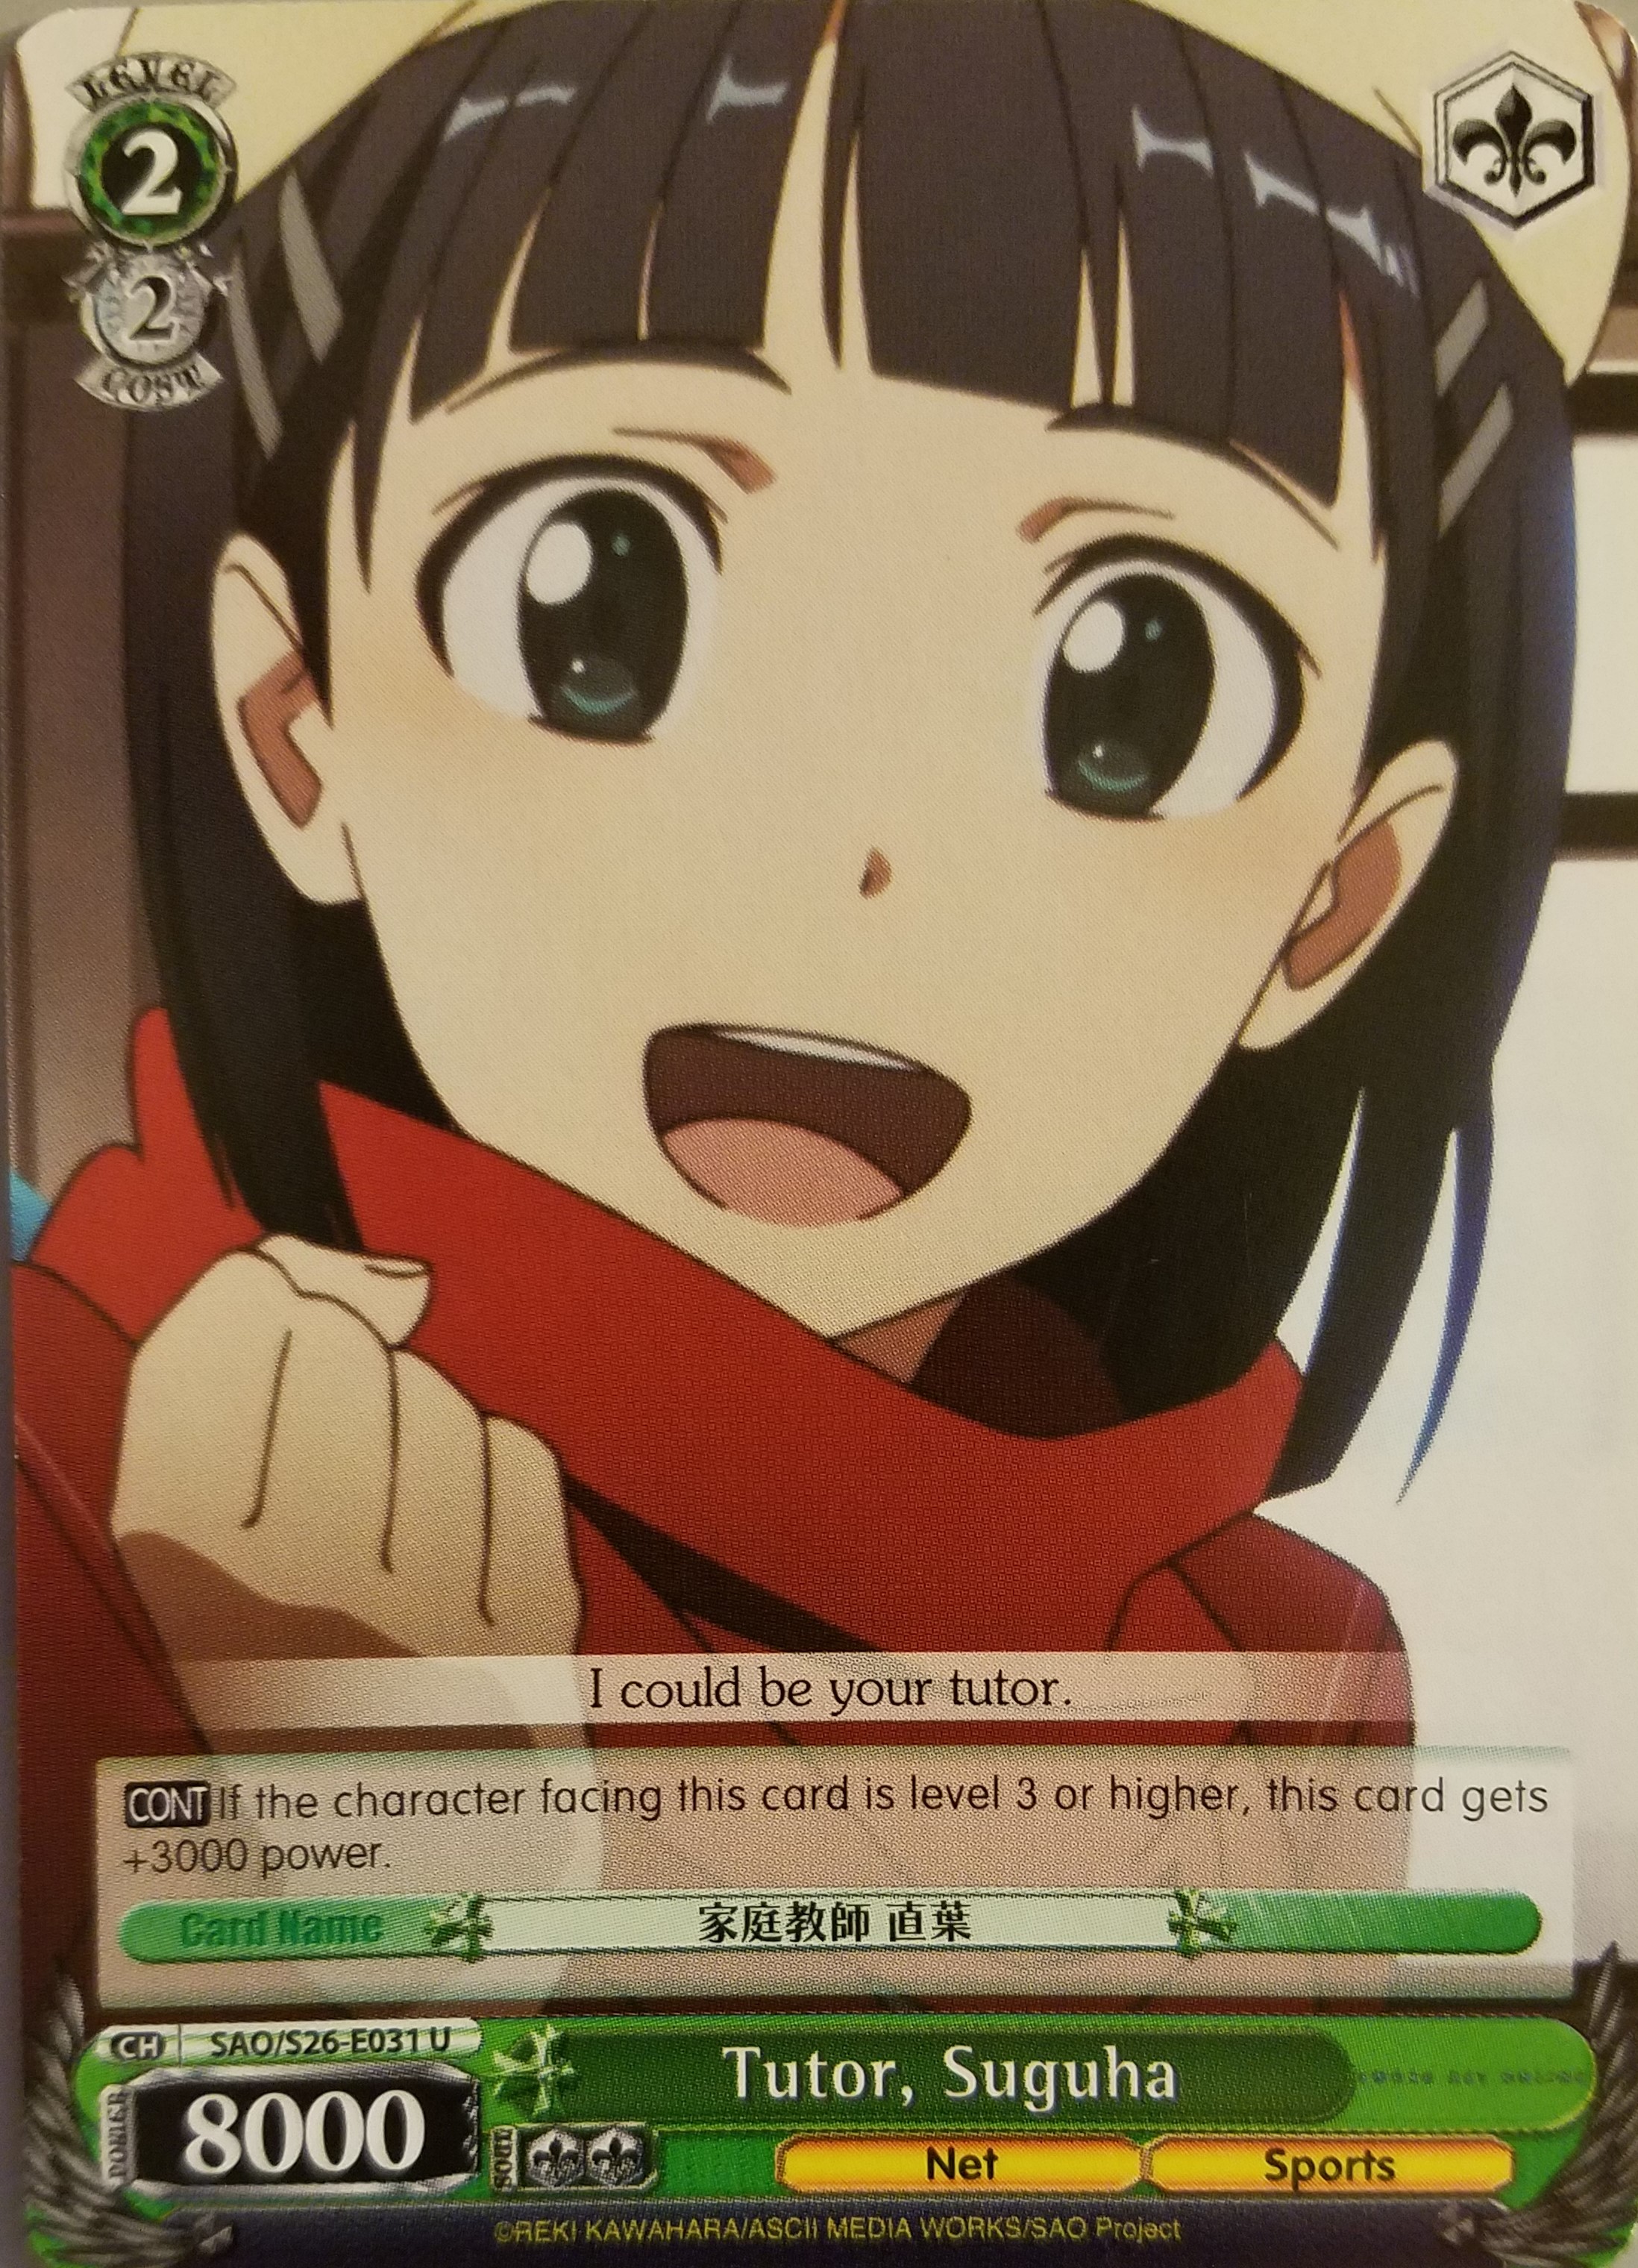 LEVEL
2
2
COST
I could be your tutor.
CONT If the character facing this card is level 3 or higher, this card gets
+3000 power.
Card Name 家庭教師 直葉
CH SAO/S26-E031 U
Tutor, Suguha
POWER 8000 SOUL
Net Sports
©REKI KAWAHARA/ASCII MEDIA WORKS/SAO Project